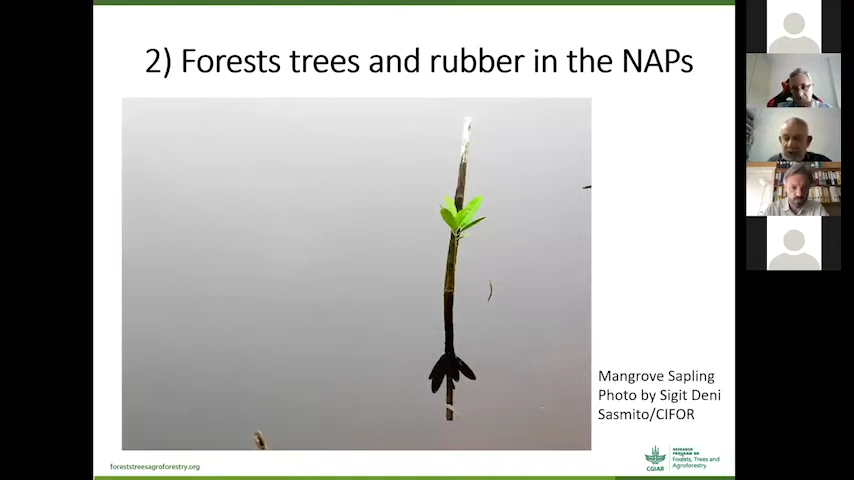 2) Forests trees and rubber in the NAPs
Mangrove Sapling
Photo by Sigit Deni
Sasmito/CIFOR
foreststreesagroforestry.org
CGIAR
RESEARCH
PROGRAM ON
Forests, Trees and
Agroforestry